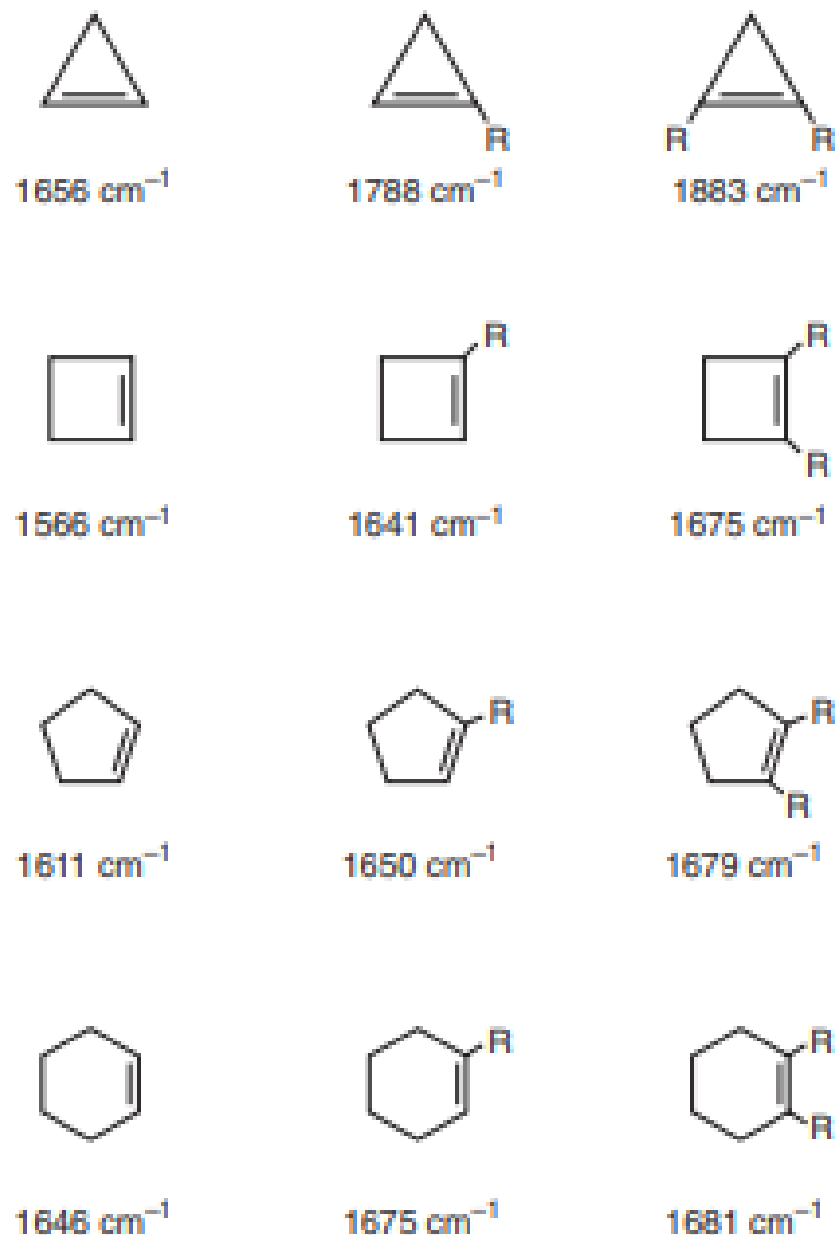 R R R
1656 cm⁻¹ 1788 cm⁻¹ 1883 cm⁻¹
R R
R
1566 cm⁻¹ 1641 cm⁻¹ 1675 cm⁻¹
R R
R
1611 cm⁻¹ 1650 cm⁻¹ 1679 cm⁻¹
R R
R
1646 cm⁻¹ 1675 cm⁻¹ 1681 cm⁻¹